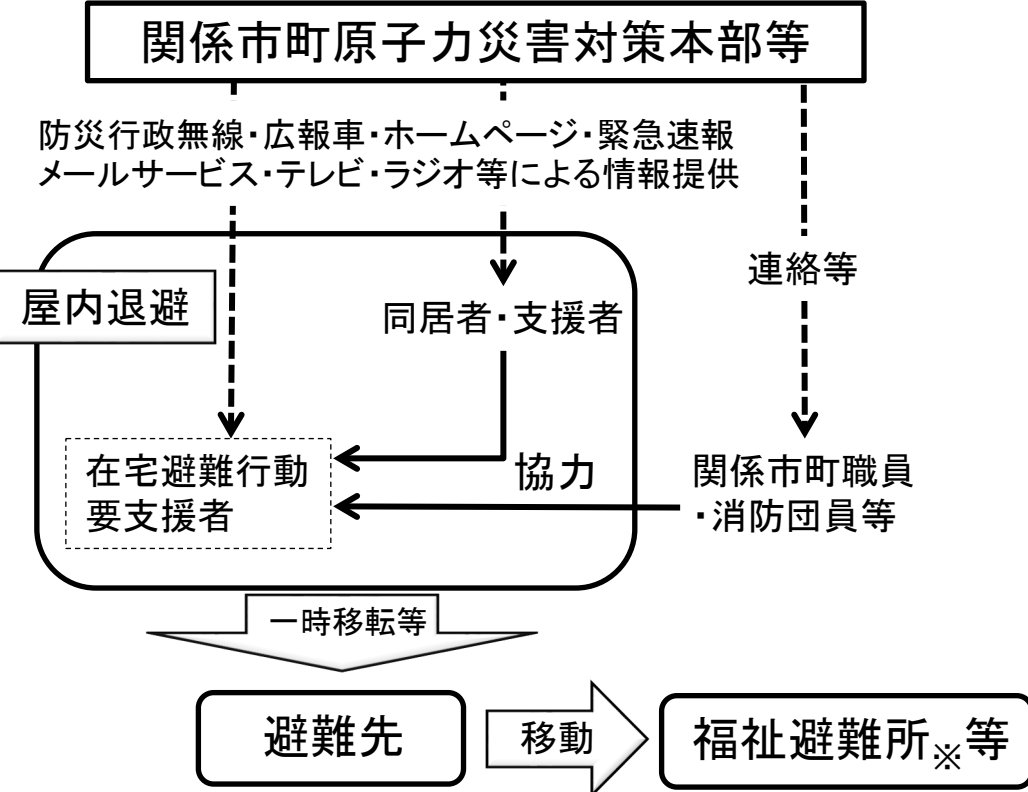 関係市町原子力災害対策本部等
防災行政無線・広報車・ホームページ・緊急速報
メールサービス・テレビ・ラジオ等による情報提供
連絡等
屋内退避
同居者・支援者
在宅避難行動
要支援者
協力
関係市町職員
・消防団員等
一時移転等
避難先
移動
福祉避難所※等